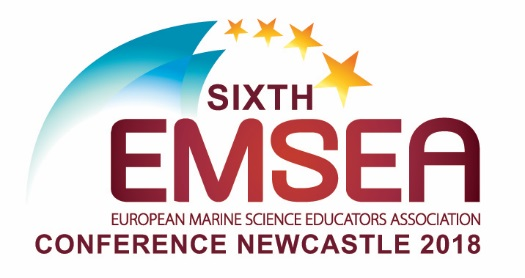 SIXTH
EMSEA
EUROPEAN MARINE SCIENCE EDUCATORS ASSOCIATION
CONFERENCE NEWCASTLE 2018